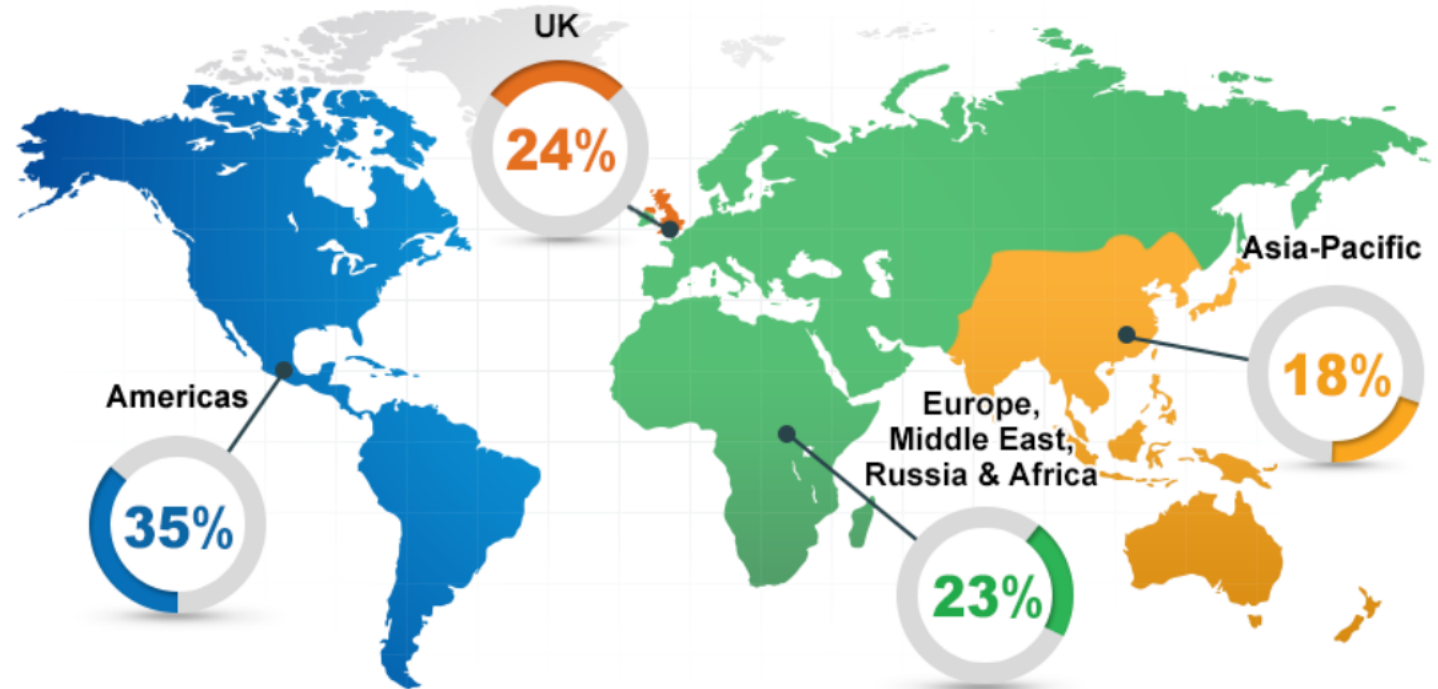 UK
24%
Asia-Pacific
18%
Americas
35%
Europe,
Middle East,
Russia & Africa
23%